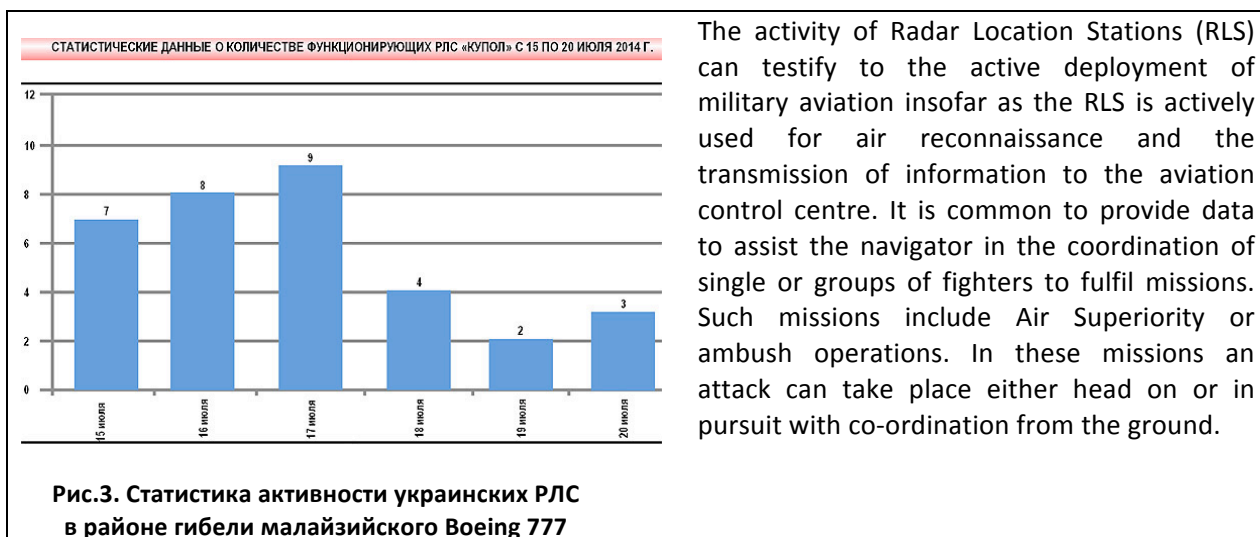 СТАТИСТИЧЕСКИЕ ДАННЫЕ О КОЛИЧЕСТВЕ ФУНКЦИОНИРУЮЩИХ РЛС «КУПОЛ» С 15 ПО 20 ИЮЛЯ 2014 Г.
12
10
8
6
4
2
0
7
8
9
4
2
3
15 июля
16 июля
17 июля
18 июля
19 июля
20 июля
Рис.3. Статистика активности украинских РЛС
в районе гибели малайзийского Boeing 777
The activity of Radar Location Stations (RLS)
can testify to the active deployment of
military aviation insofar as the RLS is actively
used for air reconnaissance and the
transmission of information to the aviation
control centre. It is common to provide data
to assist the navigator in the coordination of
single or groups of fighters to fulfil missions.
Such missions include Air Superiority or
ambush operations. In these missions an
attack can take place either head on or in
pursuit with co-ordination from the ground.